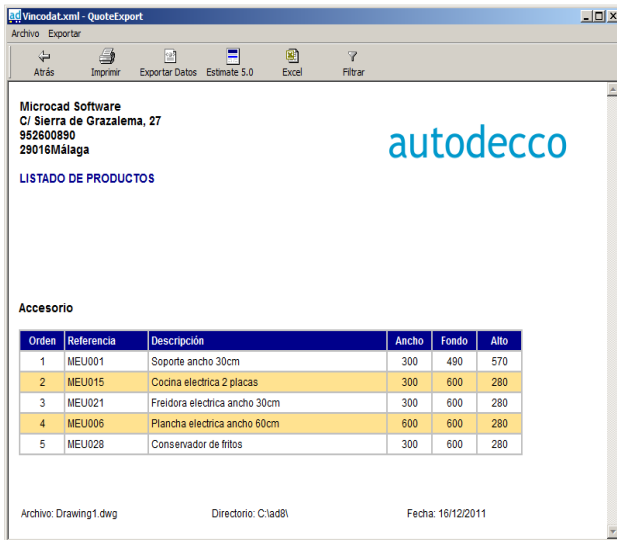 ad Vincodat.xml - QuoteExport
Archivo Exportar
Atrás Imprimir Exportar Datos Estimate 5.0 Excel Filtrar
Microcad Software
C/ Sierra de Grazalema, 27
952600890
29016Málaga
autodecco
LISTADO DE PRODUCTOS
Accesorio
Orden Referencia Descripción Ancho Fondo Alto
1 MEU001 Soporte ancho 30cm 300 490 570
2 MEU015 Cocina electrica 2 placas 300 600 280
3 MEU021 Freidora electrica ancho 30cm 300 600 280
4 MEU006 Plancha electrica ancho 60cm 600 600 280
5 MEU028 Conservador de fritos 300 600 280
Archivo: Drawing1.dwg Directorio: C:\ad8\ Fecha: 16/12/2011